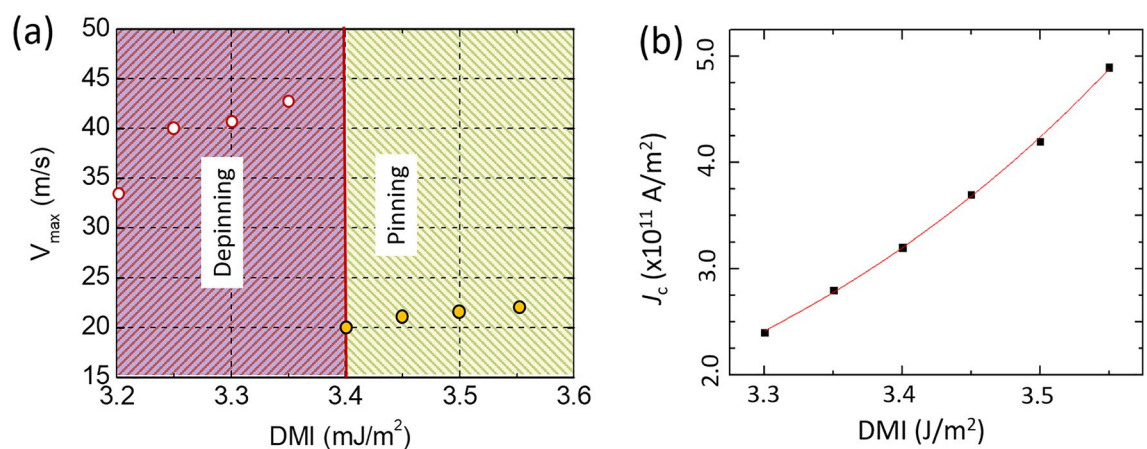 (a)
50
45
40
35
30
25
20
15
V_max (m/s)
Depinning
Pinning
3.2
3.3
3.4
3.5
3.6
DMI (mJ/m²)
(b)
5.0
4.0
3.0
2.0
J_c (x10¹¹ A/m²)
3.3
3.4
3.5
DMI (J/m²)